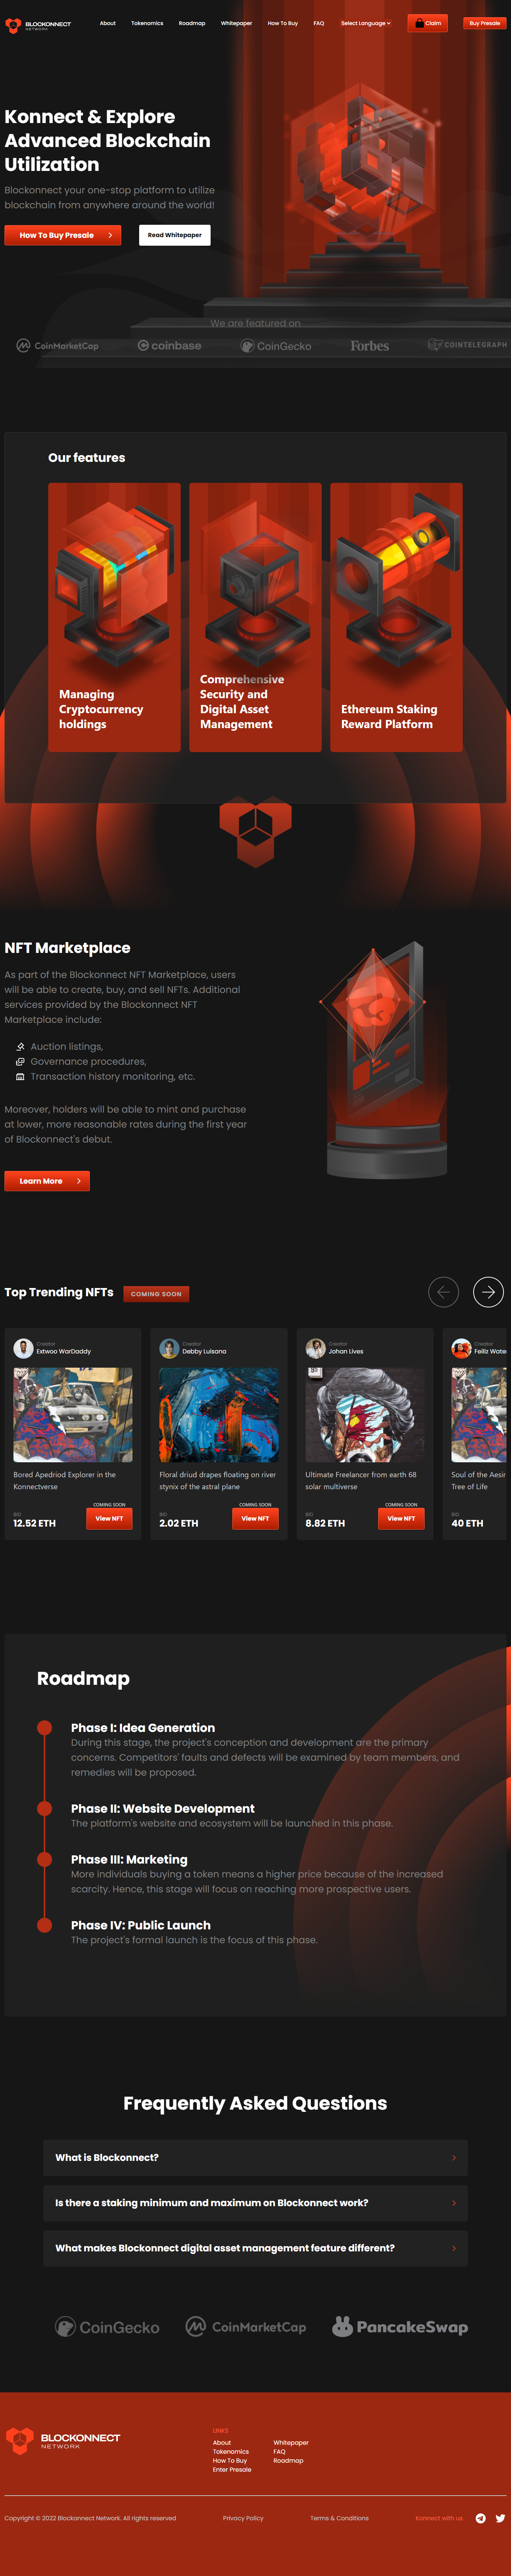 BLOCKONNECT
NETWORK
About
Tokenomics
Roadmap
Whitepaper
How To Buy
FAQ
Select Language
Claim
Buy Presale
Konnect & Explore
Advanced Blockchain
Utilization
Blockonnect your one-stop platform to utilize
blockchain from anywhere around the world!
How To Buy Presale
Read Whitepaper
We are featured on
CoinMarketCap
coinbase
CoinGecko
Forbes
COINTELEGRAPH
Our features
Managing
Cryptocurrency
holdings
Comprehensive
Security and
Digital Asset
Management
Ethereum Staking
Reward Platform
NFT Marketplace
As part of the Blockonnect NFT Marketplace, users
will be able to create, buy, and sell NFTs. Additional
services provided by the Blockonnect NFT
Marketplace include:
Auction listings,
Governance procedures,
Transaction history monitoring, etc.
Moreover, holders will be able to mint and purchase
at lower, more reasonable rates during the first year
of Blockonnect's debut.
Learn More
Top Trending NFTs
COMING SOON
Creator
Extwoo WarDaddy
Bored Apedriod Explorer in the
Konnectverse
COMING SOON
BID
12.52 ETH
View NFT
Creator
Debby Luisana
Floral driud drapes floating on river
stynix of the astral plane
COMING SOON
BID
2.02 ETH
View NFT
Creator
Johan Lives
Ultimate Freelancer from earth 68
solar multiverse
COMING SOON
BID
8.82 ETH
View NFT
Creator
Feiliz Water
Soul of the Aesir
Tree of Life
BID
40 ETH
Roadmap
Phase I: Idea Generation
During this stage, the project's conception and development are the primary
concerns. Competitors' faults and defects will be examined by team members, and
remedies will be proposed.
Phase II: Website Development
The platform's website and ecosystem will be launched in this phase.
Phase III: Marketing
More individuals buying a token means a higher price because of the increased
scarcity. Hence, this stage will focus on reaching more prospective users.
Phase IV: Public Launch
The project's formal launch is the focus of this phase.
Frequently Asked Questions
What is Blockonnect?
Is there a staking minimum and maximum on Blockonnect work?
What makes Blockonnect digital asset management feature different?
CoinGecko
CoinMarketCap
PancakeSwap
BLOCKONNECT
NETWORK
LINKS
About
Whitepaper
Tokenomics
FAQ
How To Buy
Roadmap
Enter Presale
Copyright © 2022 Blockonnect Network. All rights reserved
Privacy Policy
Terms & Conditions
Konnect with us